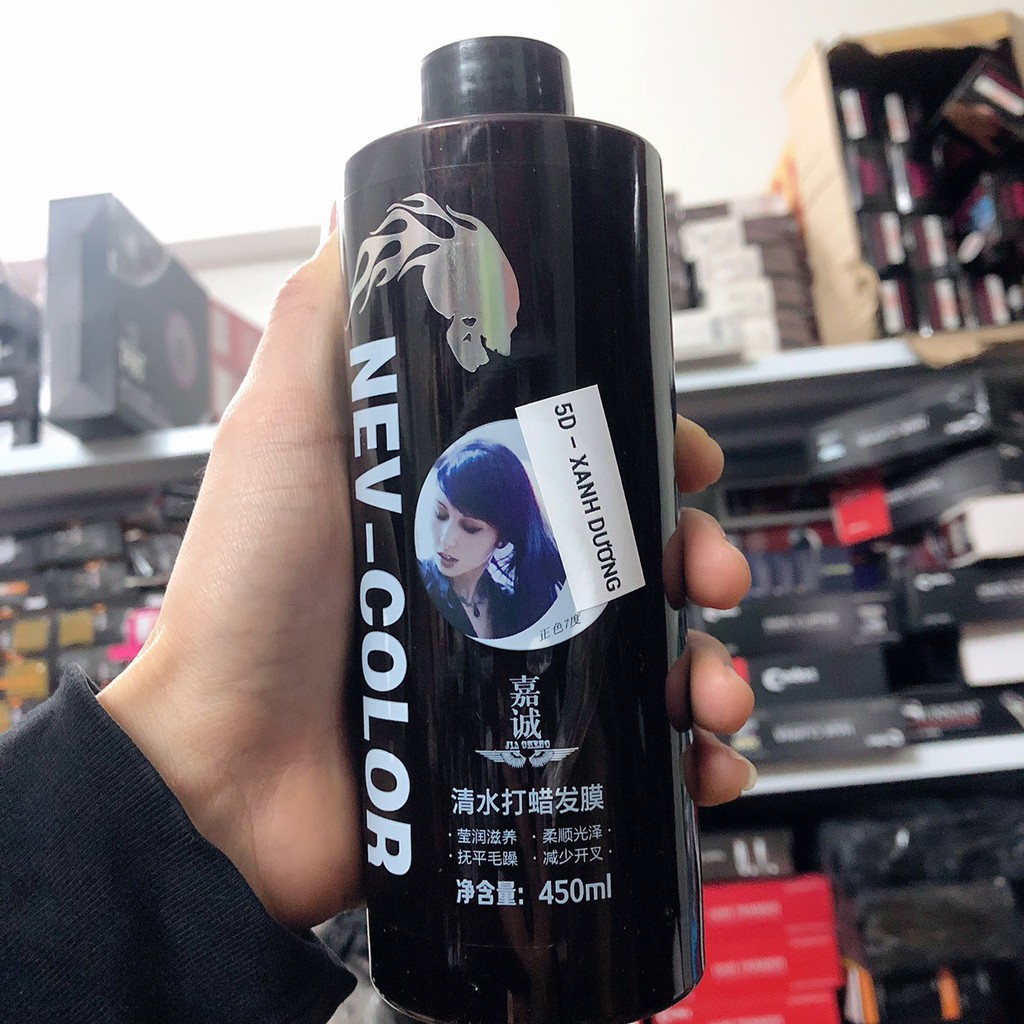 NEV-COLOR
5D - XANH DƯƠNG
正色7度
嘉诚
JIA CHENG
清水打蜡发膜
·莹润滋养 ·柔顺光泽·
·抚平毛躁 ·减少开叉·
净含量: 450ml